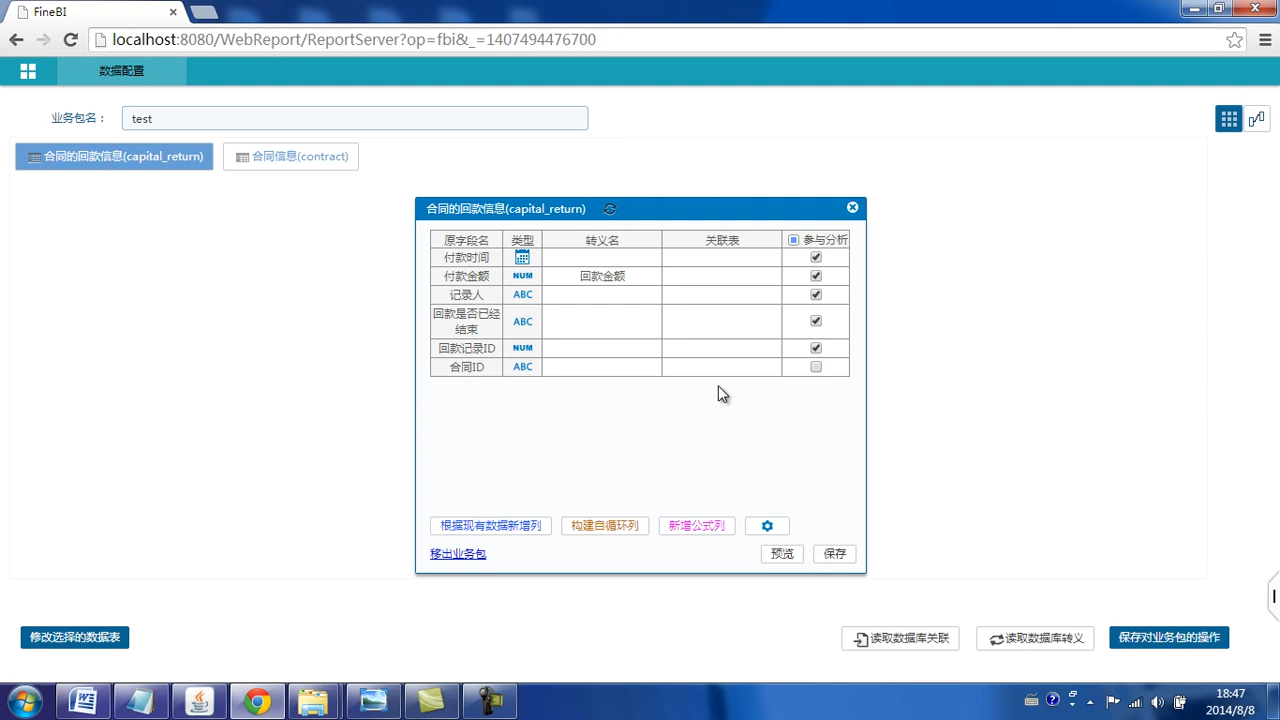 FineBI
localhost:8080/WebReport/ReportServer?op=fbi&_=1407494476700
数据配置
业务包名：
test
合同的回款信息(capital_return)
合同信息(contract)
合同的回款信息(capital_return)
原字段名 类型 转义名 关联表 参与分析
付款时间
付款金额 NUM 回款金额
记录人 ABC
回款是否已经
结束 ABC
回款记录ID NUM
合同ID ABC
根据现有数据新增列 构建自循环列 新增公式列
移出业务包 预览 保存
修改选择的数据表 读取数据库关联 读取数据库转义 保存对业务包的操作
18:47
2014/8/8